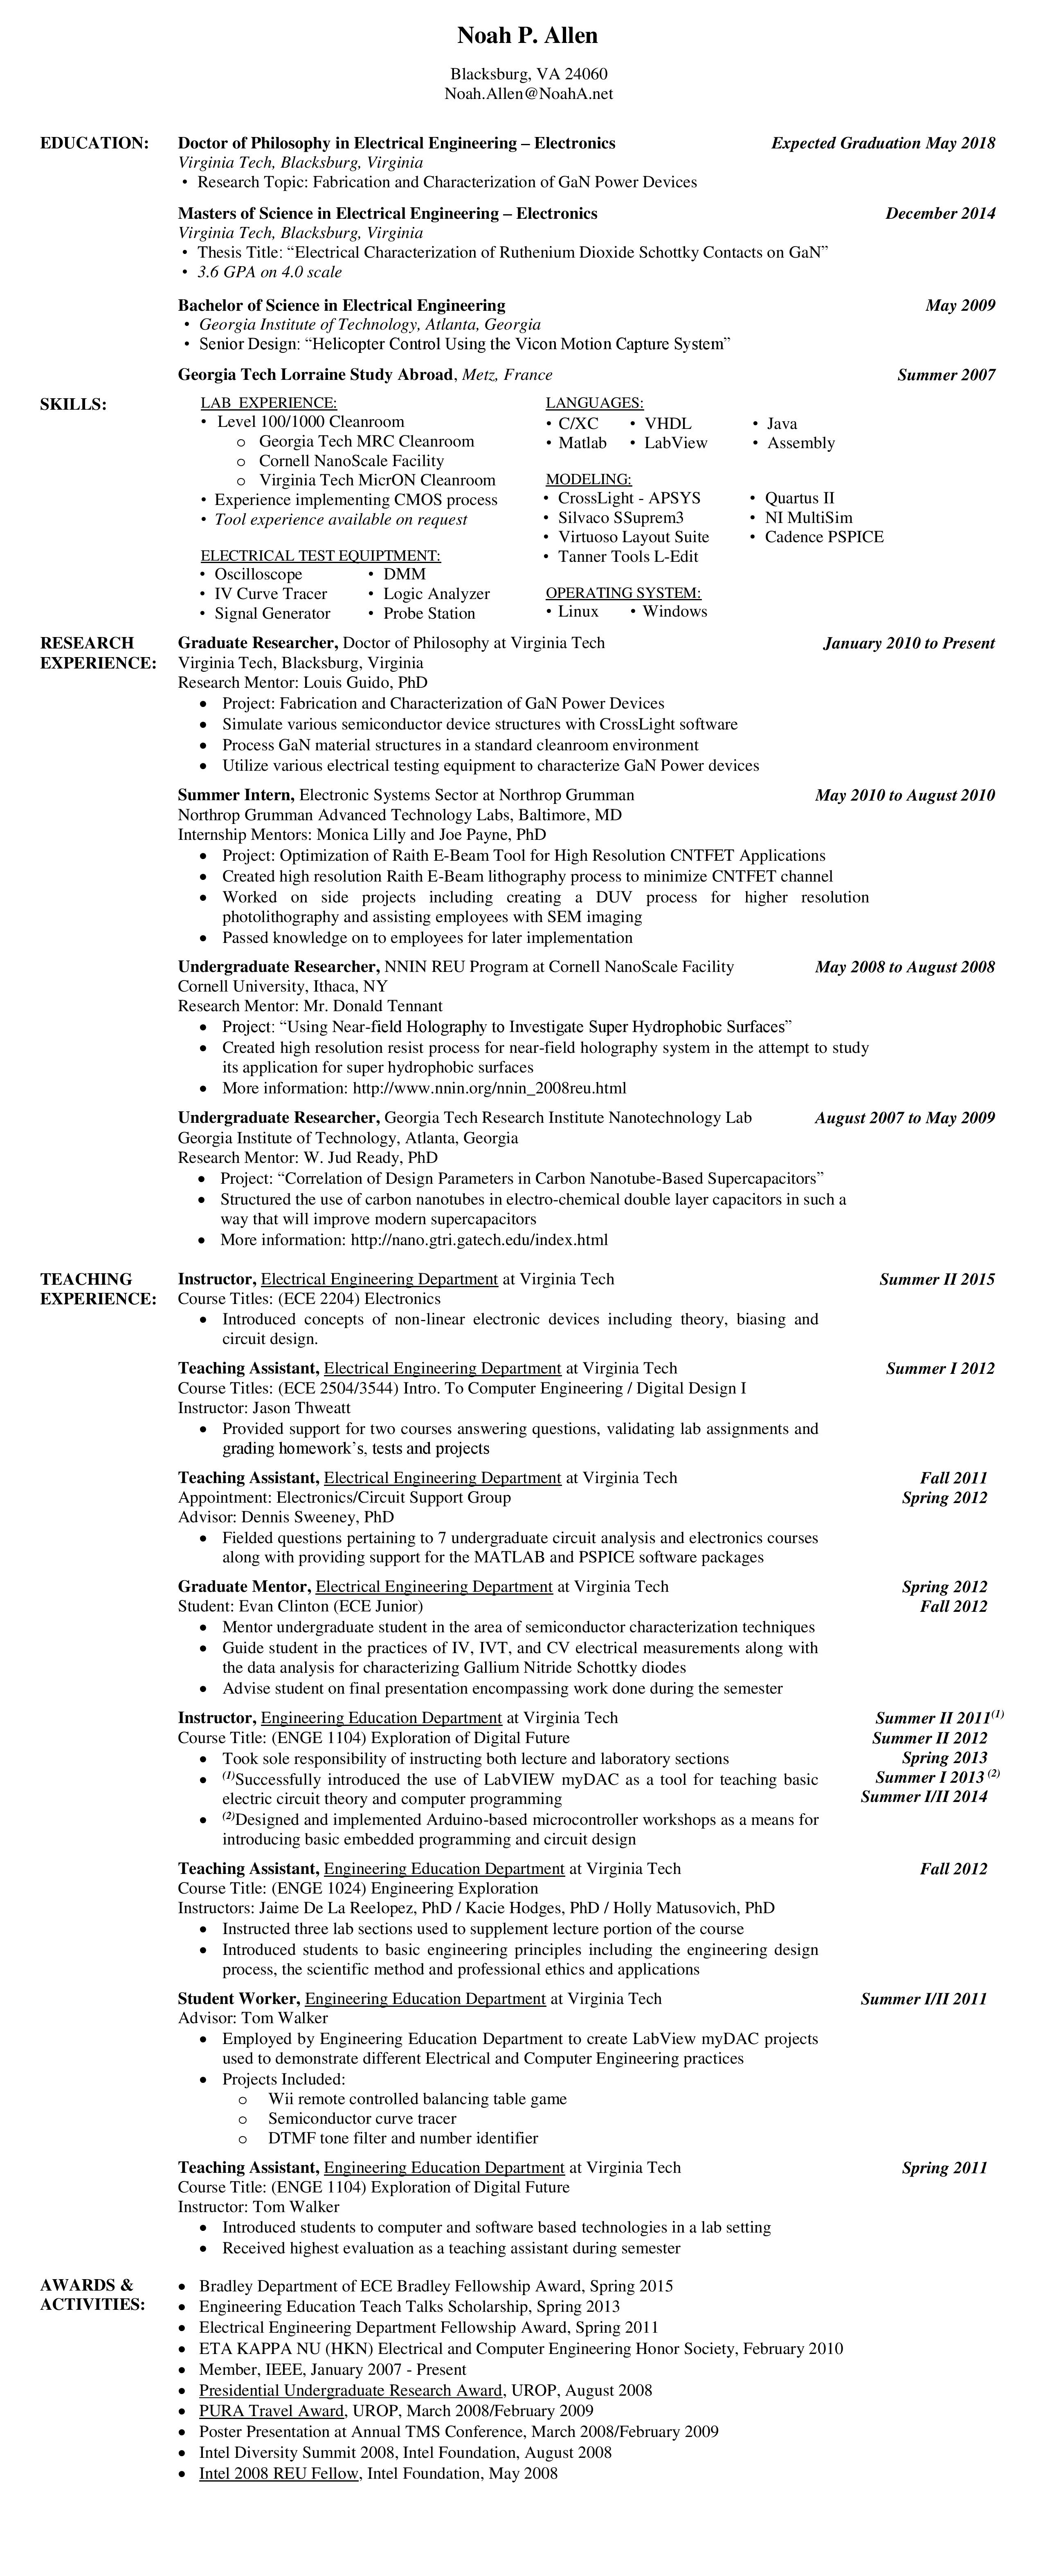 Noah P. Allen
Blacksburg, VA 24060
Noah.Allen@NoahA.net
EDUCATION: Doctor of Philosophy in Electrical Engineering – Electronics Expected Graduation May 2018
Virginia Tech, Blacksburg, Virginia
• Research Topic: Fabrication and Characterization of GaN Power Devices
Masters of Science in Electrical Engineering – Electronics December 2014
Virginia Tech, Blacksburg, Virginia
• Thesis Title: “Electrical Characterization of Ruthenium Dioxide Schottky Contacts on GaN”
• 3.6 GPA on 4.0 scale
Bachelor of Science in Electrical Engineering May 2009
• Georgia Institute of Technology, Atlanta, Georgia
• Senior Design: “Helicopter Control Using the Vicon Motion Capture System”
Georgia Tech Lorraine Study Abroad, Metz, France Summer 2007
SKILLS:
LAB EXPERIENCE:
• Level 100/1000 Cleanroom
o Georgia Tech MRC Cleanroom
o Cornell NanoScale Facility
o Virginia Tech MicrON Cleanroom
• Experience implementing CMOS process
• Tool experience available on request
ELECTRICAL TEST EQUIPTMENT:
• Oscilloscope • DMM
• IV Curve Tracer • Logic Analyzer
• Signal Generator • Probe Station
LANGUAGES:
• C/XC • VHDL • Java
• Matlab • LabView • Assembly
MODELING:
• CrossLight - APSYS • Quartus II
• Silvaco SSuprem3 • NI MultiSim
• Virtuoso Layout Suite • Cadence PSPICE
• Tanner Tools L-Edit
OPERATING SYSTEM:
• Linux • Windows
RESEARCH EXPERIENCE:
Graduate Researcher, Doctor of Philosophy at Virginia Tech January 2010 to Present
Virginia Tech, Blacksburg, Virginia
Research Mentor: Louis Guido, PhD
• Project: Fabrication and Characterization of GaN Power Devices
• Simulate various semiconductor device structures with CrossLight software
• Process GaN material structures in a standard cleanroom environment
• Utilize various electrical testing equipment to characterize GaN Power devices
Summer Intern, Electronic Systems Sector at Northrop Grumman May 2010 to August 2010
Northrop Grumman Advanced Technology Labs, Baltimore, MD
Internship Mentors: Monica Lilly and Joe Payne, PhD
• Project: Optimization of Raith E-Beam Tool for High Resolution CNTFET Applications
• Created high resolution Raith E-Beam lithography process to minimize CNTFET channel
• Worked on side projects including creating a DUV process for higher resolution
photolithography and assisting employees with SEM imaging
• Passed knowledge on to employees for later implementation
Undergraduate Researcher, NNIN REU Program at Cornell NanoScale Facility May 2008 to August 2008
Cornell University, Ithaca, NY
Research Mentor: Mr. Donald Tennant
• Project: “Using Near-field Holography to Investigate Super Hydrophobic Surfaces”
• Created high resolution resist process for near-field holography system in the attempt to study
its application for super hydrophobic surfaces
• More information: http://www.nnin.org/nnin_2008reu.html
Undergraduate Researcher, Georgia Tech Research Institute Nanotechnology Lab August 2007 to May 2009
Georgia Institute of Technology, Atlanta, Georgia
Research Mentor: W. Jud Ready, PhD
• Project: “Correlation of Design Parameters in Carbon Nanotube-Based Supercapacitors”
• Structured the use of carbon nanotubes in electro-chemical double layer capacitors in such a
way that will improve modern supercapacitors
• More information: http://nano.gtri.gatech.edu/index.html
TEACHING EXPERIENCE:
Instructor, Electrical Engineering Department at Virginia Tech Summer II 2015
Course Titles: (ECE 2204) Electronics
• Introduced concepts of non-linear electronic devices including theory, biasing and
circuit design.
Teaching Assistant, Electrical Engineering Department at Virginia Tech Summer I 2012
Course Titles: (ECE 2504/3544) Intro. To Computer Engineering / Digital Design I
Instructor: Jason Thweatt
• Provided support for two courses answering questions, validating lab assignments and
grading homework’s, tests and projects
Teaching Assistant, Electrical Engineering Department at Virginia Tech Fall 2011
Appointment: Electronics/Circuit Support Group Spring 2012
Advisor: Dennis Sweeney, PhD
• Fielded questions pertaining to 7 undergraduate circuit analysis and electronics courses
along with providing support for the MATLAB and PSPICE software packages
Graduate Mentor, Electrical Engineering Department at Virginia Tech Spring 2012
Student: Evan Clinton (ECE Junior) Fall 2012
• Mentor undergraduate student in the area of semiconductor characterization techniques
• Guide student in the practices of IV, IVT, and CV electrical measurements along with
the data analysis for characterizing Gallium Nitride Schottky diodes
• Advise student on final presentation encompassing work done during the semester
Instructor, Engineering Education Department at Virginia Tech Summer II 2011(1)
Course Title: (ENGE 1104) Exploration of Digital Future Summer II 2012
• Took sole responsibility of instructing both lecture and laboratory sections Spring 2013
• (1)Successfully introduced the use of LabVIEW myDAC as a tool for teaching basic Summer I 2013 (2)
electric circuit theory and computer programming Summer I/II 2014
• (2)Designed and implemented Arduino-based microcontroller workshops as a means for
introducing basic embedded programming and circuit design
Teaching Assistant, Engineering Education Department at Virginia Tech Fall 2012
Course Title: (ENGE 1024) Engineering Exploration
Instructors: Jaime De La Reelopez, PhD / Kacie Hodges, PhD / Holly Matusovich, PhD
• Instructed three lab sections used to supplement lecture portion of the course
• Introduced students to basic engineering principles including the engineering design
process, the scientific method and professional ethics and applications
Student Worker, Engineering Education Department at Virginia Tech Summer I/II 2011
Advisor: Tom Walker
• Employed by Engineering Education Department to create LabView myDAC projects
used to demonstrate different Electrical and Computer Engineering practices
• Projects Included:
o Wii remote controlled balancing table game
o Semiconductor curve tracer
o DTMF tone filter and number identifier
Teaching Assistant, Engineering Education Department at Virginia Tech Spring 2011
Course Title: (ENGE 1104) Exploration of Digital Future
Instructor: Tom Walker
• Introduced students to computer and software based technologies in a lab setting
• Received highest evaluation as a teaching assistant during semester
AWARDS & ACTIVITIES:
• Bradley Department of ECE Bradley Fellowship Award, Spring 2015
• Engineering Education Teach Talks Scholarship, Spring 2013
• Electrical Engineering Department Fellowship Award, Spring 2011
• ETA KAPPA NU (HKN) Electrical and Computer Engineering Honor Society, February 2010
• Member, IEEE, January 2007 - Present
• Presidential Undergraduate Research Award, UROP, August 2008
• PURA Travel Award, UROP, March 2008/February 2009
• Poster Presentation at Annual TMS Conference, March 2008/February 2009
• Intel Diversity Summit 2008, Intel Foundation, August 2008
• Intel 2008 REU Fellow, Intel Foundation, May 2008